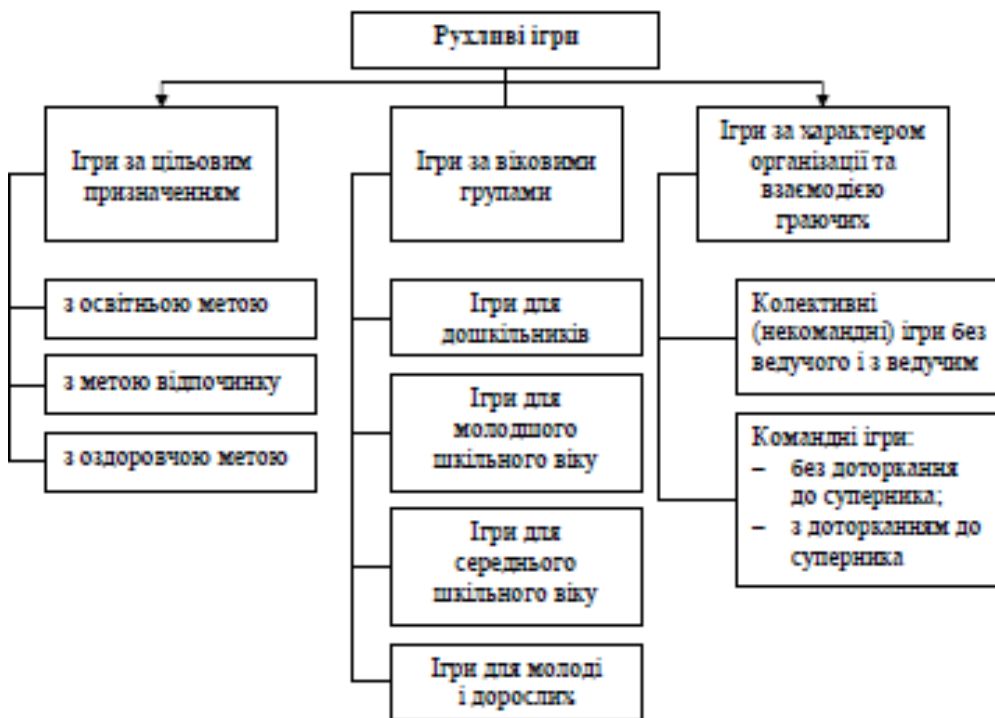 Рухливі ігри
Ігри за цільовим
призначенням
з освітньою метою
з метою відпочинку
з оздоровчою метою
Ігри за віковими
групами
Ігри для
дошкільників
Ігри для
молодшого
шкільного віку
Ігри для
середнього
шкільного віку
Ігри для молоді
і дорослих
Ігри за характером
організації та
взаємодією
граючих
Колективні
(некомандні) ігри без
ведучого і з ведучим
Командні ігри:
– без доторкання
до суперника;
– з доторканням до
суперника